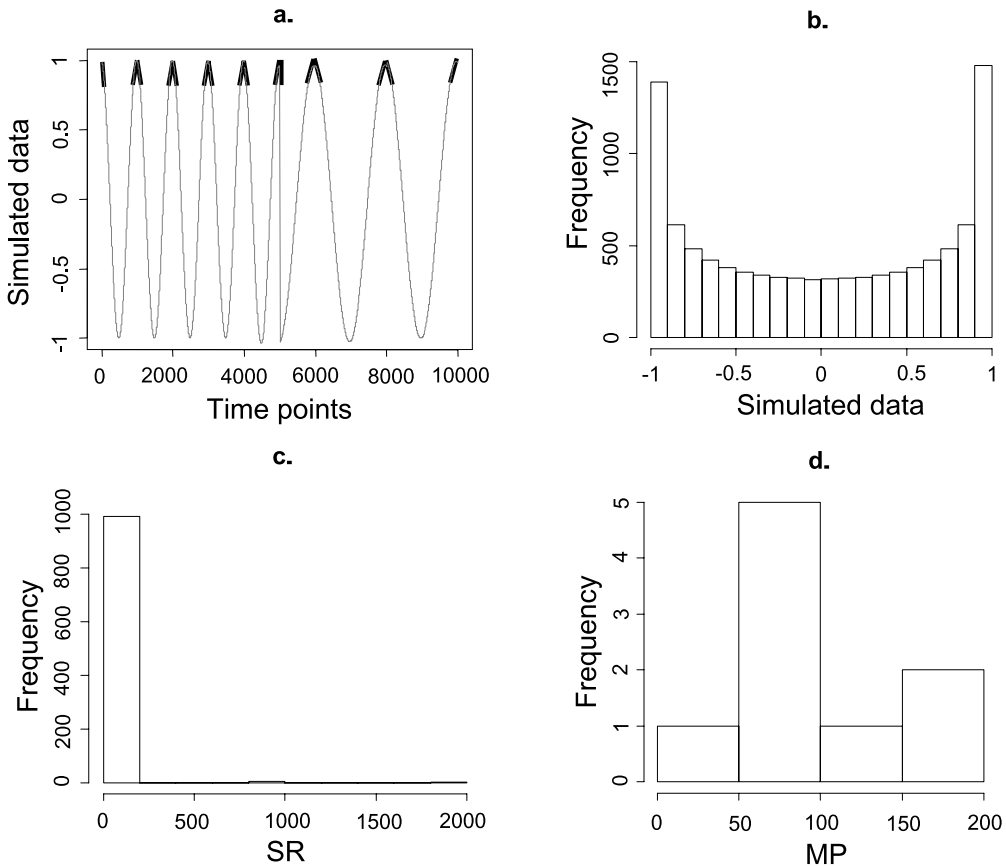 a.
1
0.5
0
-0.5
-1
Simulated data
0 2000 4000 6000 8000 10000
Time points
b.
1500
1000
500
0
Frequency
-1 -0.5 0 0.5 1
Simulated data
c.
1000
800
600
400
200
0
Frequency
0 500 1000 1500 2000
SR
d.
5
4
3
2
1
0
Frequency
0 50 100 150 200
MP